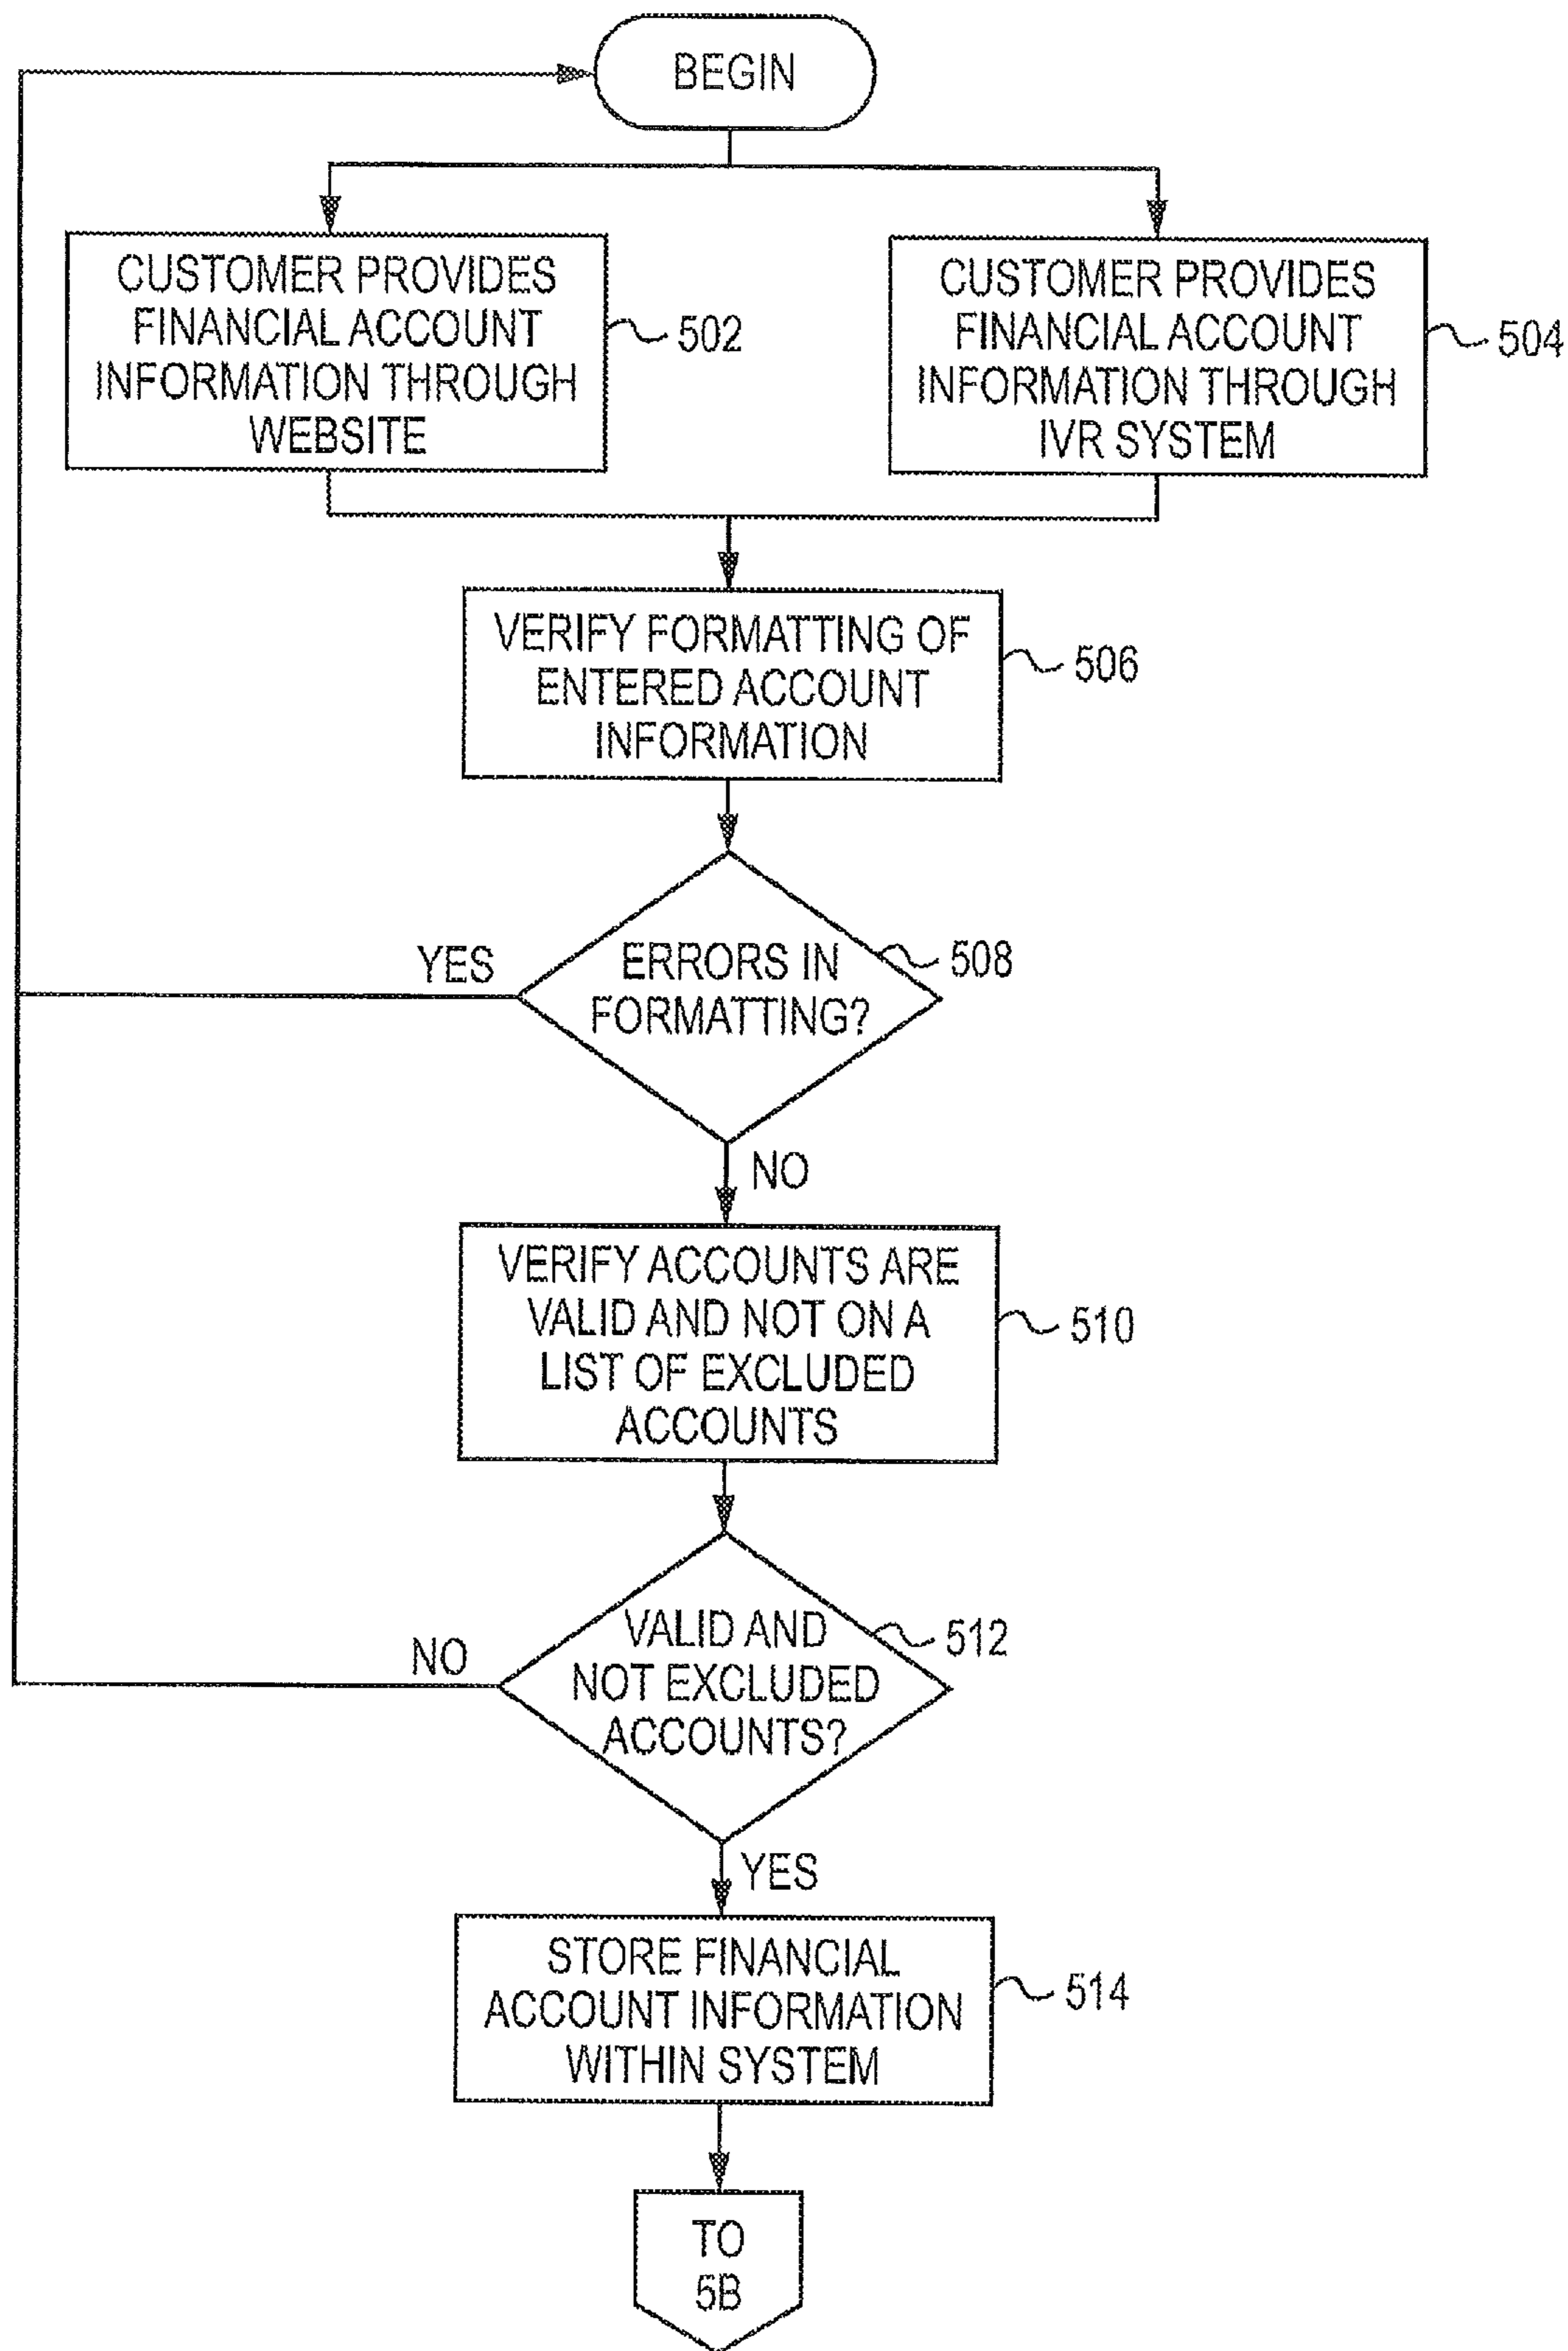 BEGIN
CUSTOMER PROVIDES
FINANCIAL ACCOUNT
INFORMATION THROUGH
WEBSITE
502
CUSTOMER PROVIDES
FINANCIAL ACCOUNT
INFORMATION THROUGH
IVR SYSTEM
504
VERIFY FORMATTING OF
ENTERED ACCOUNT
INFORMATION
506
ERRORS IN
FORMATTING?
508
YES
NO
VERIFY ACCOUNTS ARE
VALID AND NOT ON A
LIST OF EXCLUDED
ACCOUNTS
510
VALID AND
NOT EXCLUDED
ACCOUNTS?
512
NO
YES
STORE FINANCIAL
ACCOUNT INFORMATION
WITHIN SYSTEM
514
TO
5B